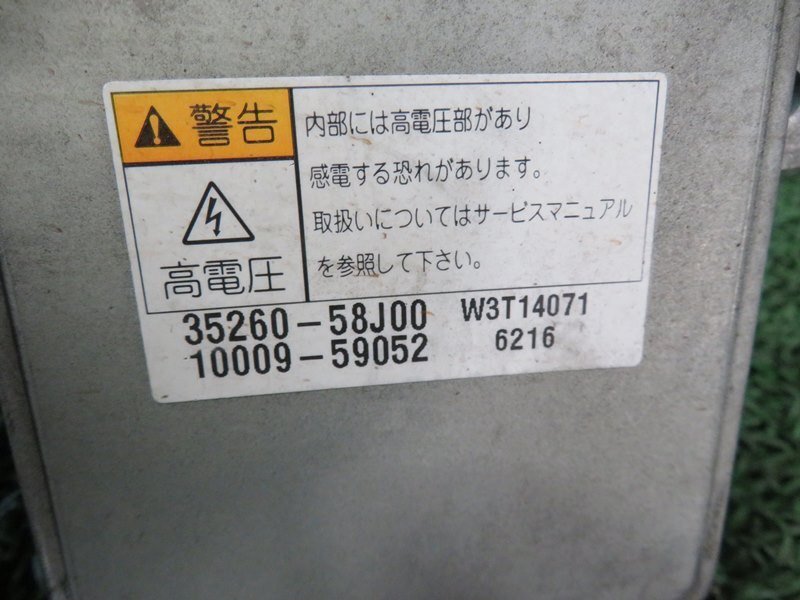 警告
高電圧
内部には高電圧部があり
感電する恐れがあります。
取扱いについてはサービスマニュアル
を参照して下さい。
35260-58J00 W3T14071
10009-59052 6216